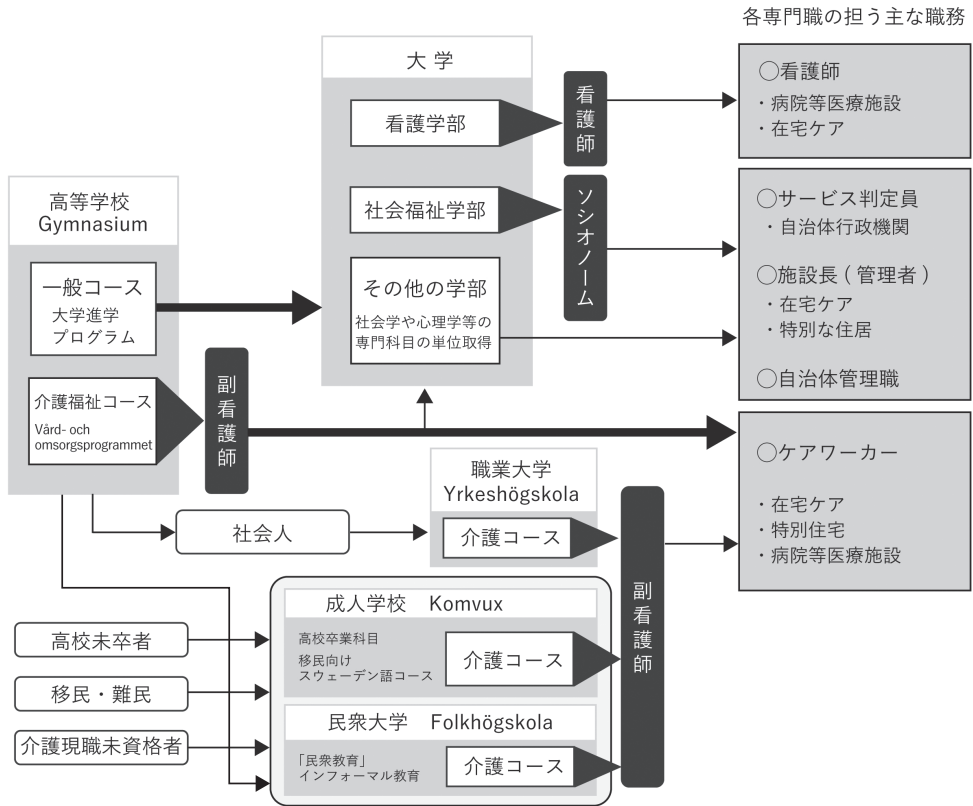 各専門職の担う主な職務
高等学校
Gymnasium
一般コース
大学進学
プログラム
介護福祉コース
Vård- och
omsorgsprogrammet
副看護師
大 学
看護学部
社会福祉学部
その他の学部
社会学や心理学等の
専門科目の単位取得
看護師
ソシオノーム
○看護師
・病院等医療施設
・在宅ケア
○サービス判定員
・自治体行政機関
○施設長 ( 管理者 )
・在宅ケア
・特別な住居
○自治体管理職
○ケアワーカー
・在宅ケア
・特別住宅
・病院等医療施設
社会人
職業大学
Yrkeshögskola
介護コース
副看護師
高校未卒者
移民・難民
介護現職未資格者
成人学校 Komvux
高校卒業科目
移民向け
スウェーデン語コース
介護コース
民衆大学 Folkhögskola
「民衆教育」
インフォーマル教育
介護コース